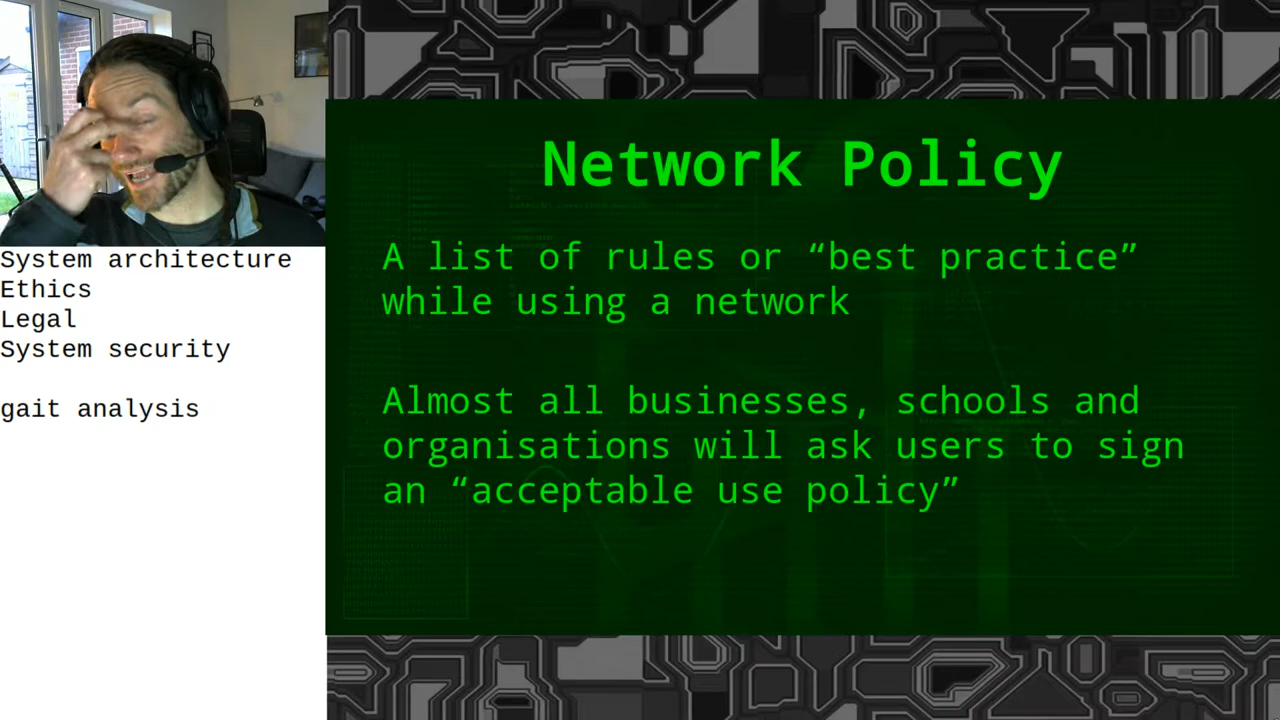 System architecture
Ethics
Legal
System security
gait analysis
Network Policy
A list of rules or “best practice”
while using a network
Almost all businesses, schools and
organisations will ask users to sign
an “acceptable use policy”